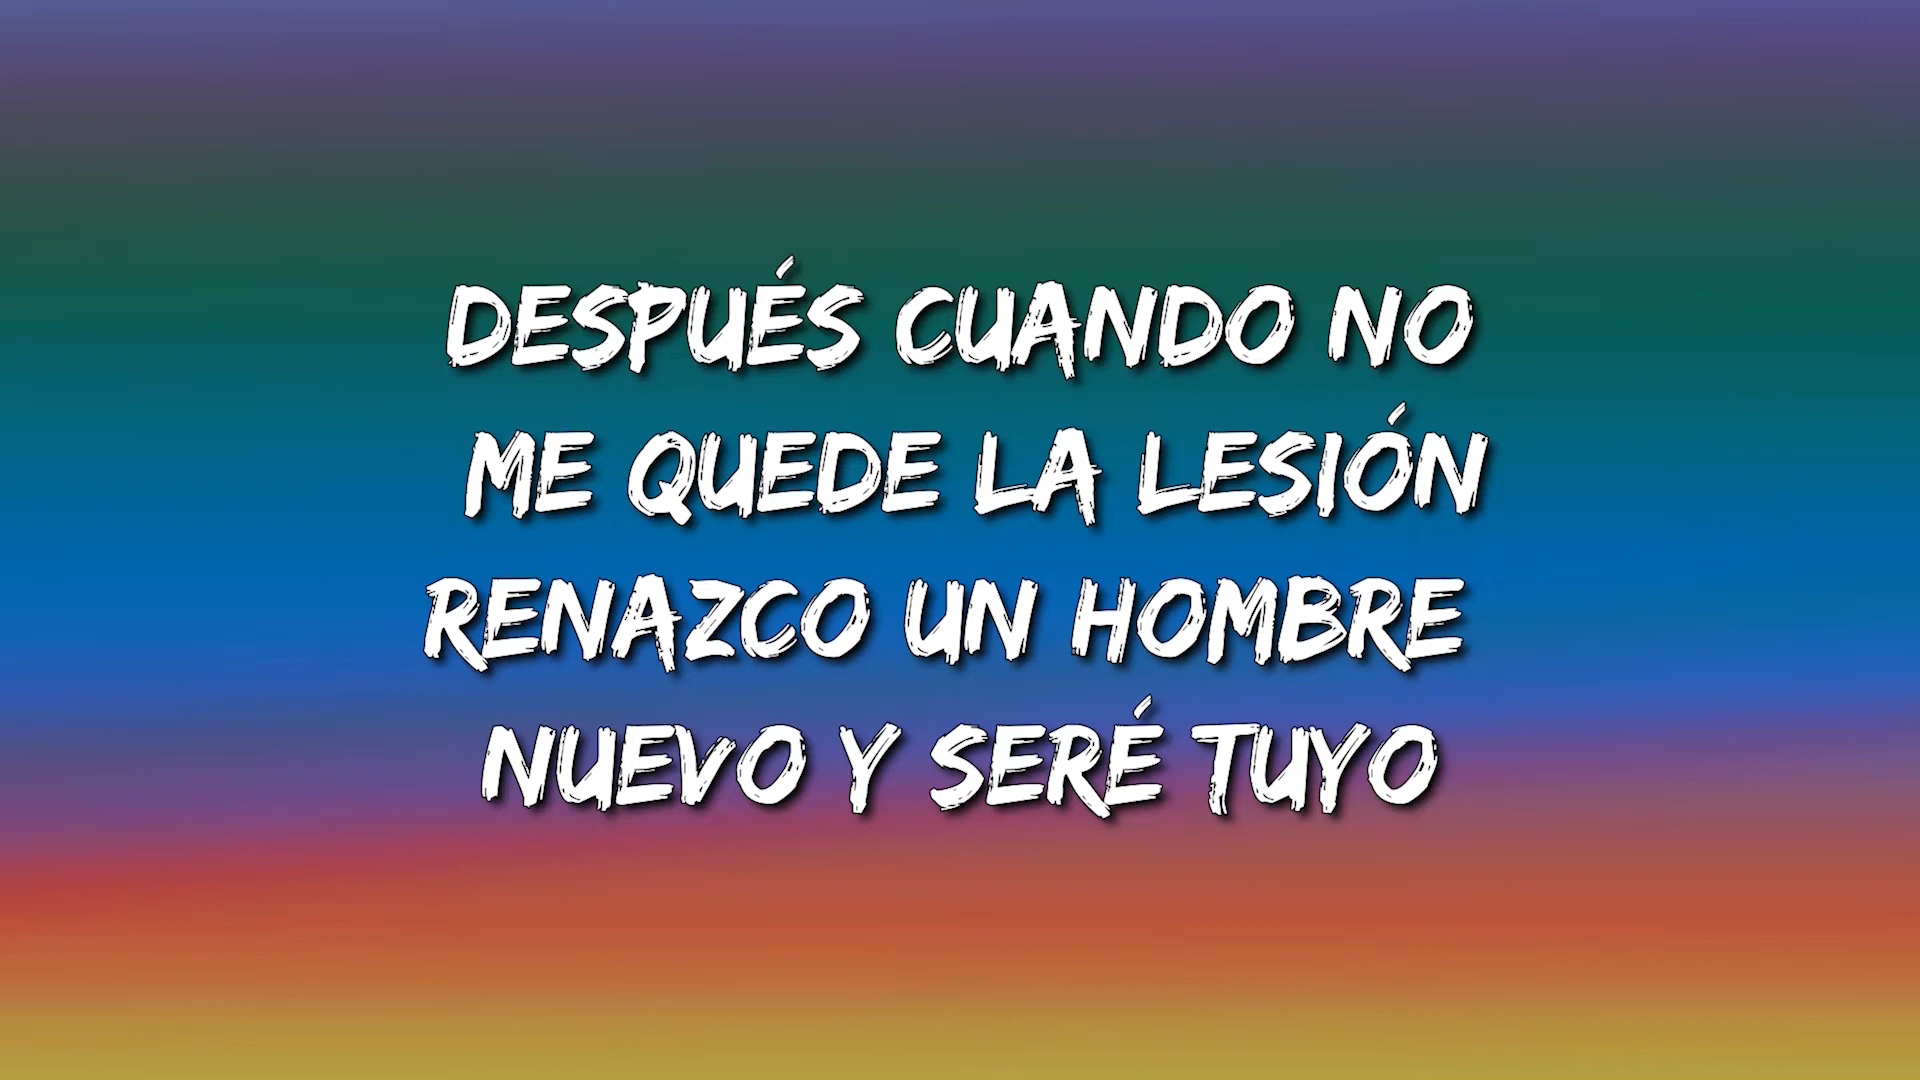 DESPUÉS CUANDO NO
ME QUEDE LA LESIÓN
RENAZCO UN HOMBRE
NUEVO Y SERÉ TUYO